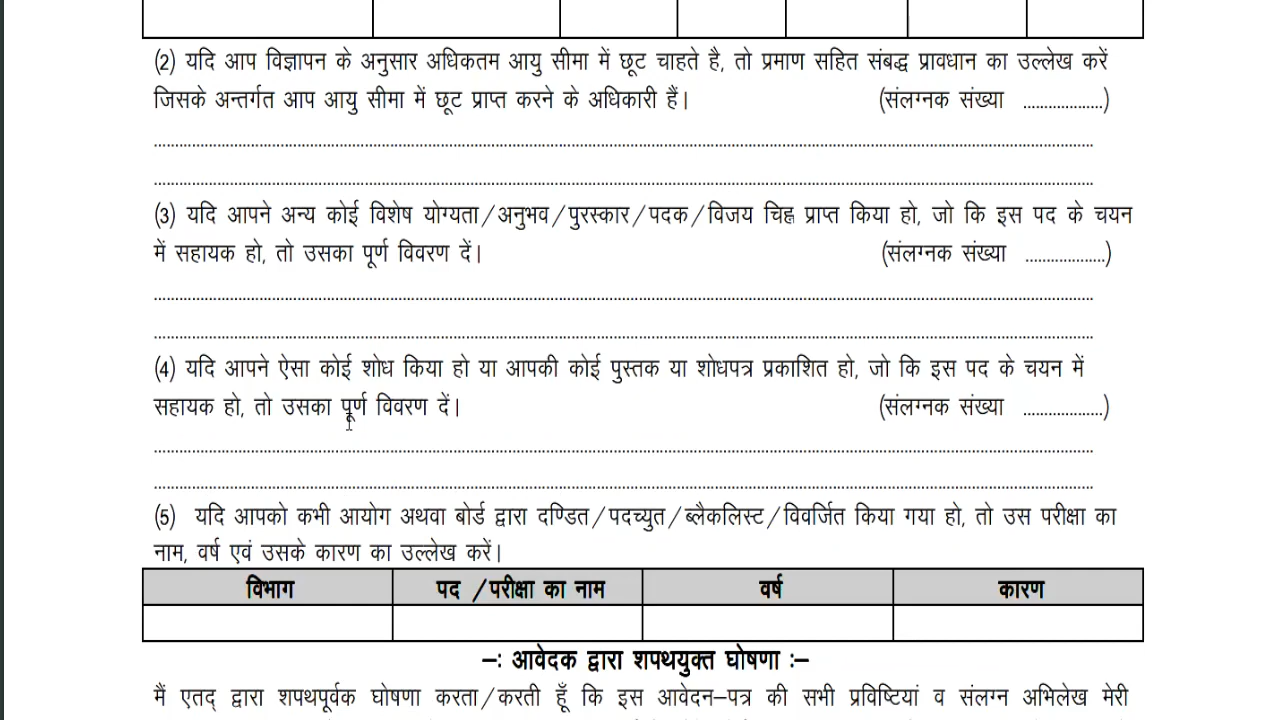 (2) यदि आप विज्ञापन के अनुसार अधिकतम आयु सीमा में छूट चाहते है, तो प्रमाण सहित संबद्ध प्रावधान का उल्लेख करें
जिसके अन्तर्गत आप आयु सीमा में छूट प्राप्त करने के अधिकारी हैं। (संलग्नक संख्या ...................)
(3) यदि आपने अन्य कोई विशेष योग्यता/अनुभव/पुरस्कार/पदक/विजय चिह्न प्राप्त किया हो, जो कि इस पद के चयन
में सहायक हो, तो उसका पूर्ण विवरण दें। (संलग्नक संख्या ...................)
(4) यदि आपने ऐसा कोई शोध किया हो या आपकी कोई पुस्तक या शोधपत्र प्रकाशित हो, जो कि इस पद के चयन में
सहायक हो, तो उसका पूर्ण विवरण दें। (संलग्नक संख्या ...................)
(5) यदि आपको कभी आयोग अथवा बोर्ड द्वारा दण्डित/पदच्युत/ब्लैकलिस्ट/विवर्जित किया गया हो, तो उस परीक्षा का
नाम, वर्ष एवं उसके कारण का उल्लेख करें।
विभाग पद /परीक्षा का नाम वर्ष कारण
–: आवेदक द्वारा शपथयुक्त घोषणा :–
मैं एतद् द्वारा शपथपूर्वक घोषणा करता/करती हूँ कि इस आवेदन–पत्र की सभी प्रविष्टियां व संलग्न अभिलेख मेरी